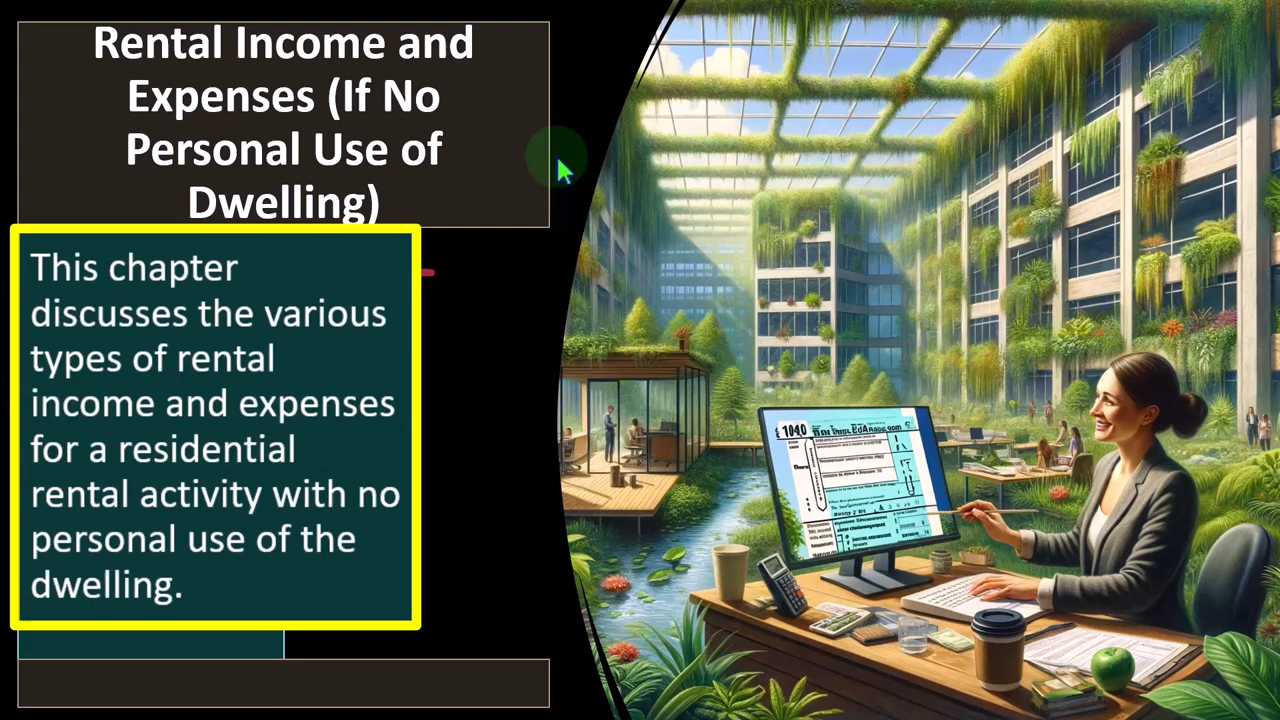 Rental Income and
Expenses (If No
Personal Use of
Dwelling)
This chapter
discusses the various
types of rental
income and expenses
for a residential
rental activity with no
personal use of the
dwelling.
1040